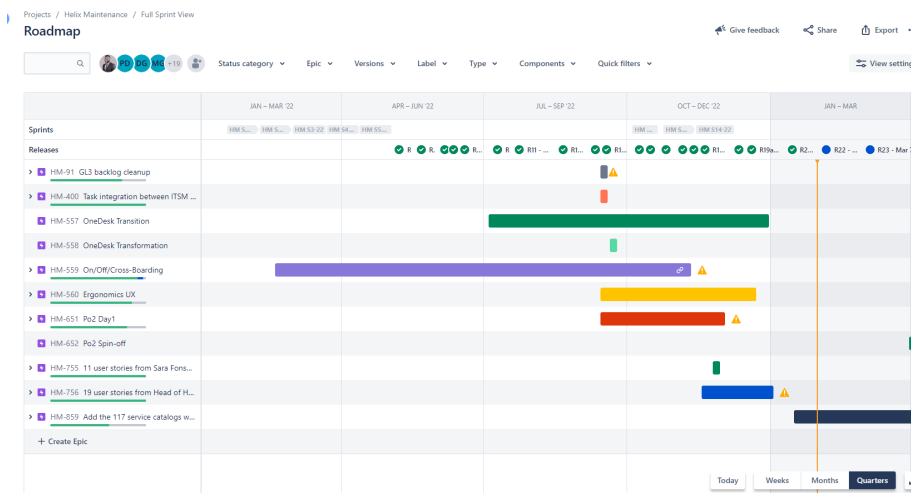 Projects / Helix Maintenance / Full Sprint View
Roadmap
Give feedback Share Export
PD DG MG +19 Status category Epic Versions Label Type Components Quick filters View setting
JAN – MAR '22 APR – JUN '22 JUL – SEP '22 OCT – DEC '22 JAN – MAR
Sprints HM S... HM S... HM S3-22 HM S4... HM S5... HM ... HM S... HM S14-22
Releases R R. R... R R11 - ... R1... R1... R1... R19a... R2... R22 - ... R23 - Mar
HM-91 GL3 backlog cleanup
HM-400 Task integration between ITSM ...
HM-557 OneDesk Transition
HM-558 OneDesk Transformation
HM-559 On/Off/Cross-Boarding
HM-560 Ergonomics UX
HM-651 Po2 Day1
HM-652 Po2 Spin-off
HM-755 11 user stories from Sara Fons...
HM-756 19 user stories from Head of H...
HM-859 Add the 117 service catalogs w...
+ Create Epic
Today Weeks Months Quarters